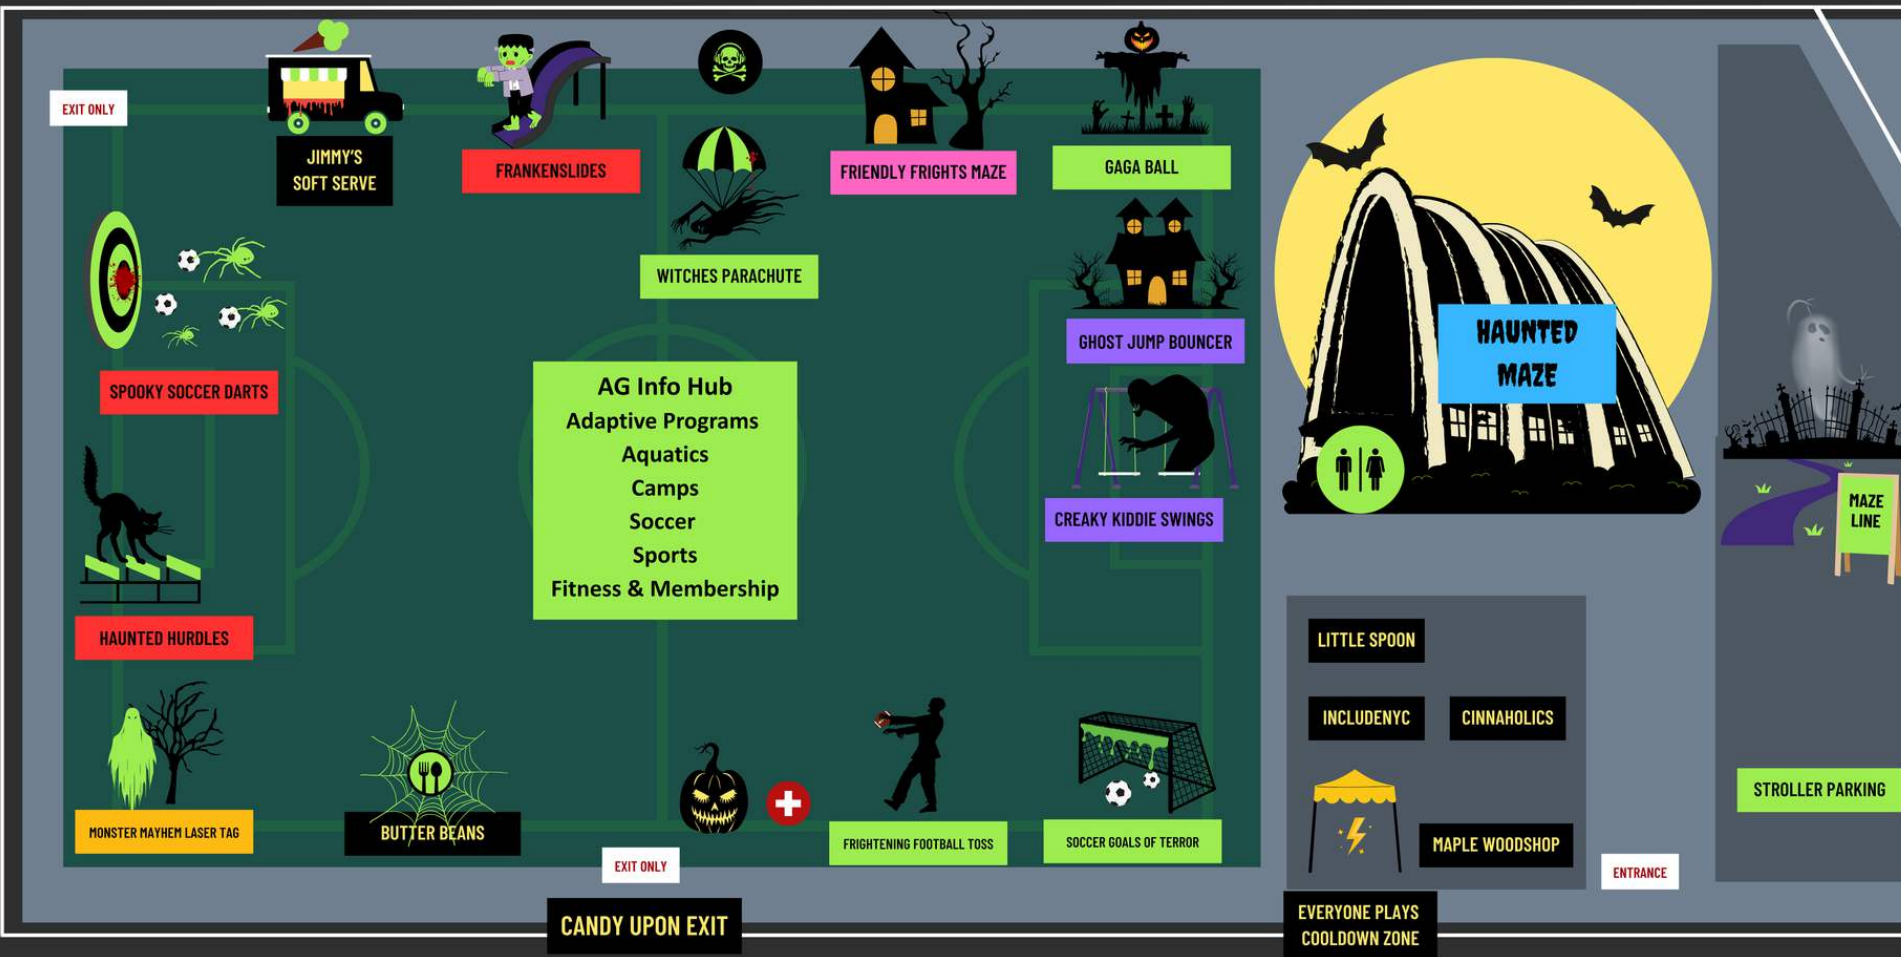 EXIT ONLY
JIMMY'S
SOFT SERVE
FRANKENSLIDES
FRIENDLY FRIGHTS MAZE
GAGA BALL
WITCHES PARACHUTE
GHOST JUMP BOUNCER
HAUNTED
MAZE
SPOOKY SOCCER DARTS
AG Info Hub
Adaptive Programs
Aquatics
Camps
Soccer
Sports
Fitness & Membership
CREAKY KIDDIE SWINGS
MAZE
LINE
HAUNTED HURDLES
LITTLE SPOON
INCLUDENYC
CINNAHOLICS
STROLLER PARKING
MONSTER MAYHEM LASER TAG
BUTTER BEANS
FRIGHTENING FOOTBALL TOSS
SOCCER GOALS OF TERROR
MAPLE WOODSHOP
EXIT ONLY
ENTRANCE
CANDY UPON EXIT
EVERYONE PLAYS
COOLDOWN ZONE